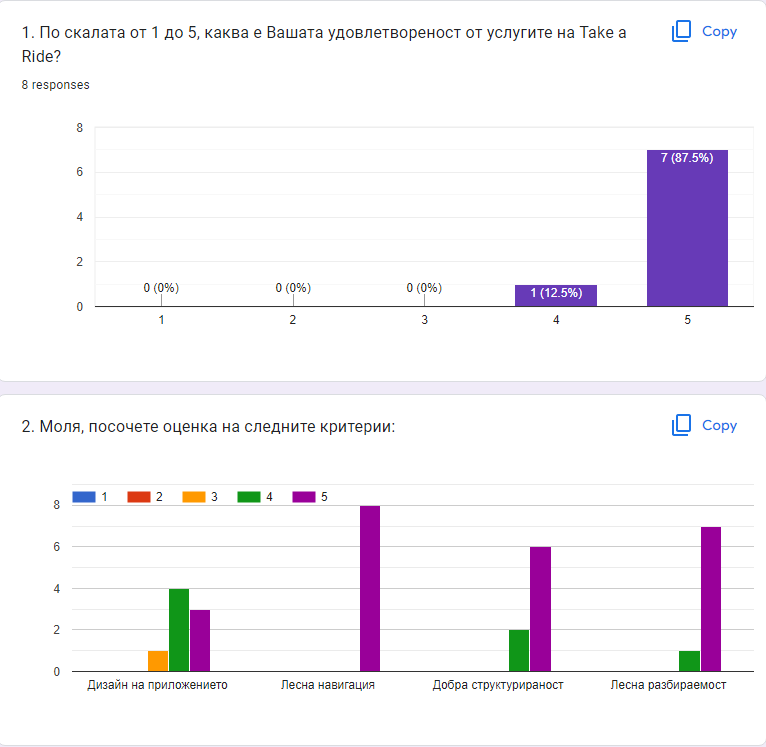 1. По скалата от 1 до 5, каква е Вашата удовлетвореност от услугите на Take a
Ride?
Copy
8 responses
8
6
4
2
0
0 (0%)
0 (0%)
0 (0%)
1 (12.5%)
7 (87.5%)
1
2
3
4
5
2. Моля, посочете оценка на следните критерии:
Copy
1
2
3
4
5
8
6
4
2
0
Дизайн на приложението
Лесна навигация
Добра структурираност
Лесна разбираемост